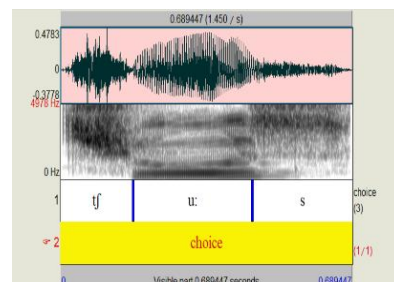 0.689447 (1.450 / s)
0.4783
0
-0.3778
4978 Hz
0 Hz
1 tʃ u: s choice
(3)
☞ 2 choice (1/1)
0 Visible part 0.689447 seconds 0.689447